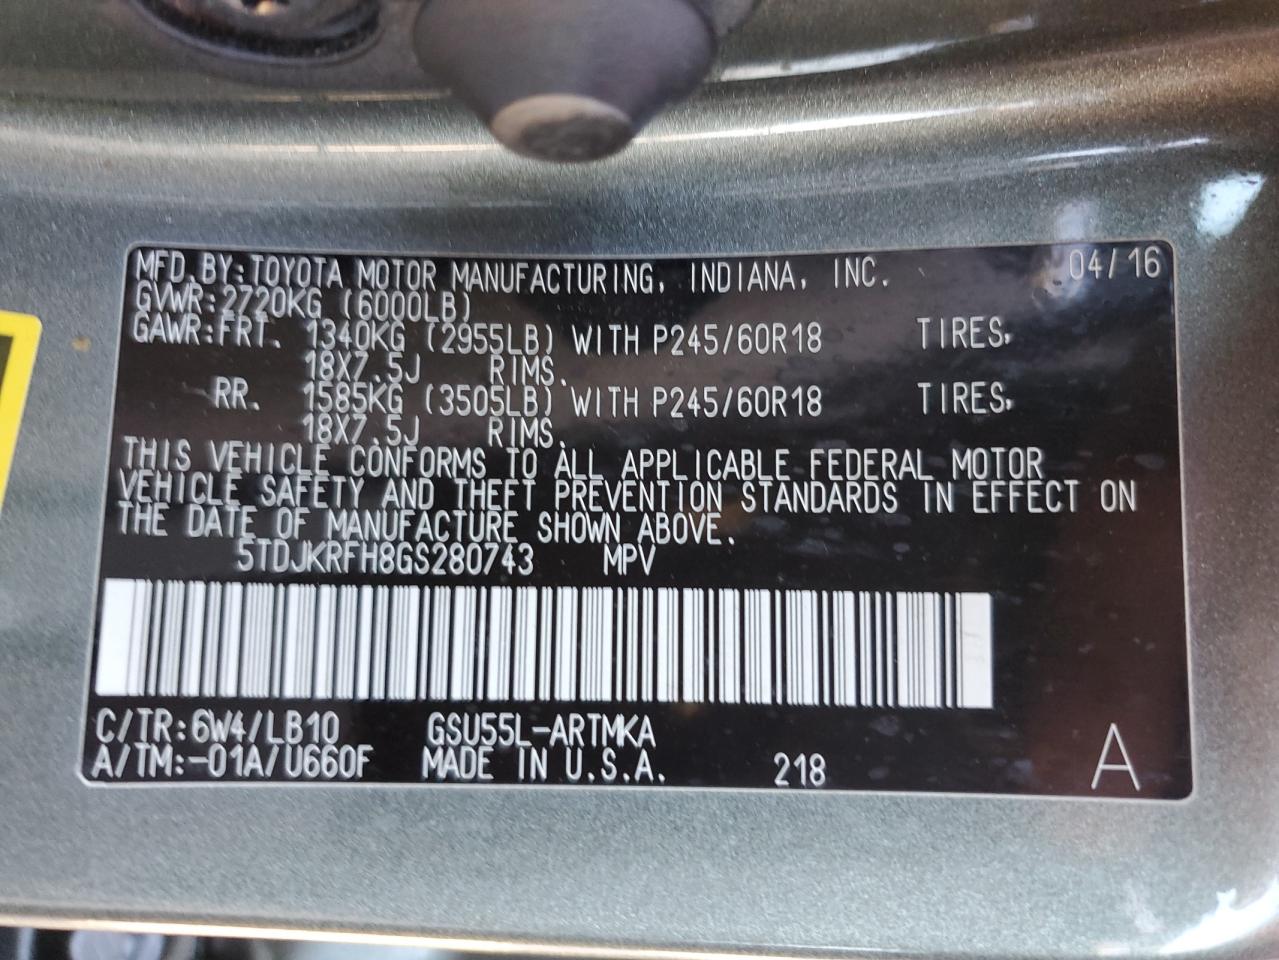 MFD.BY:TOYOTA MOTOR MANUFACTURING, INDIANA, INC. 04/16
GVWR:2720KG (6000LB)
GAWR:FRT. 1340KG (2955LB) WITH P245/60R18 TIRES,
18X7.5J RIMS.
RR. 1585KG (3505LB) WITH P245/60R18 TIRES,
18X7.5J RIMS.
THIS VEHICLE CONFORMS TO ALL APPLICABLE FEDERAL MOTOR
VEHICLE SAFETY AND THEFT PREVENTION STANDARDS IN EFFECT ON
THE DATE OF MANUFACTURE SHOWN ABOVE.
5TDJKRFH8GS280743 MPV
C/TR:6W4/LB10 GSU55L-ARTMKA
A/TM:-01A/U660F MADE IN U.S.A. 218 A